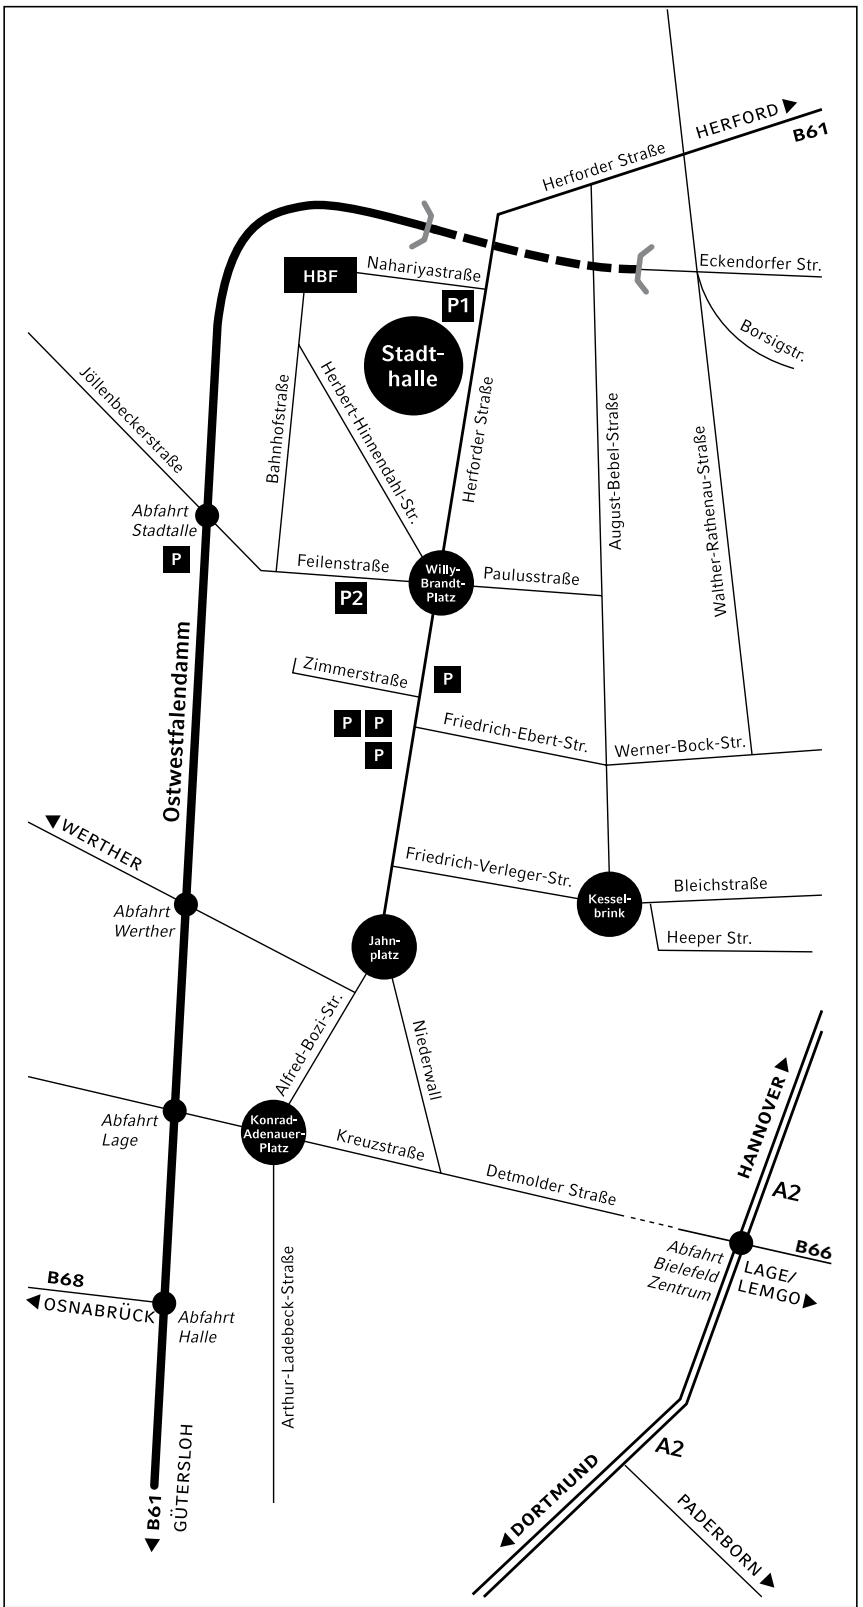 HERFORD
B61
Herforder Straße
Eckendorfer Str.
Nahariyastraße
HBF
P1
Borsigstr.
Stadt-
halle
Jöllenbeckerstraße
Bahnhofstraße
Herbert-Hinnendahl-Str.
Herforder Straße
August-Bebel-Straße
Walther-Rathenau-Straße
Abfahrt
Stadtalle
P
Feilenstraße
P2
Willy-
Brandt-
Platz
Paulusstraße
Ostwestfalendamm
Zimmerstraße
P
P
P
P
Friedrich-Ebert-Str.
Werner-Bock-Str.
WERTHER
Friedrich-Verleger-Str.
Kessel-
brink
Bleichstraße
Heeper Str.
Abfahrt
Werther
Jahn-
platz
Alfred-Bozi-Str.
Niederwall
Abfahrt
Lage
Konrad-
Adenauer-
Platz
Kreuzstraße
Detmolder Straße
HANNOVER
A2
B66
Abfahrt
Bielefeld
Zentrum
LAGE/
LEMGO
B68
OSNABRÜCK
Abfahrt
Halle
Arthur-Ladebeck-Straße
B61
GÜTERSLOH
A2
DORTMUND
PADERBORN